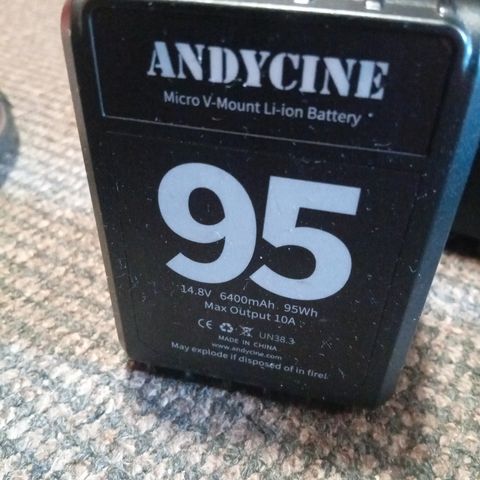 ANDYCINE
Micro V-Mount Li-ion Battery
95
14.8V 6400mAh 95Wh
Max Output 10A
CE UN38.3
MADE IN CHINA
www.andycine.com
May explode if disposed of in fire!